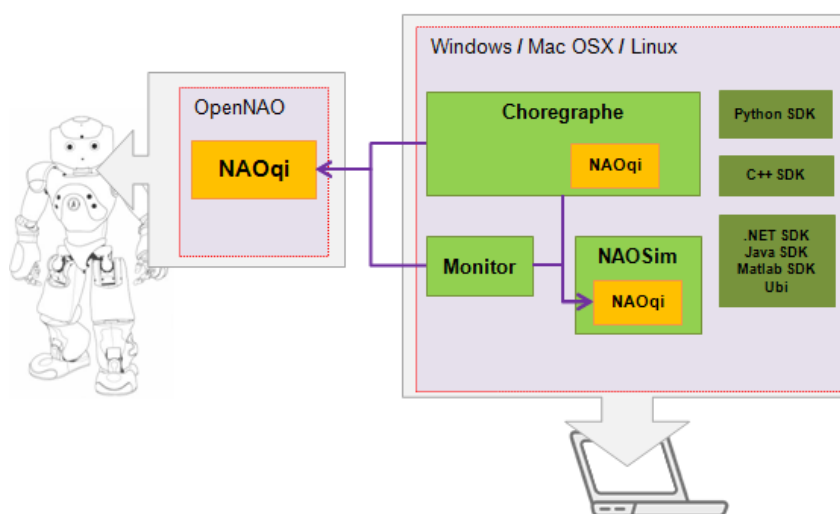 Windows / Mac OSX / Linux
OpenNAO
NAOqi
Choregraphe
NAOqi
Monitor
NAOSim
NAOqi
Python SDK
C++ SDK
.NET SDK
Java SDK
Matlab SDK
Ubi